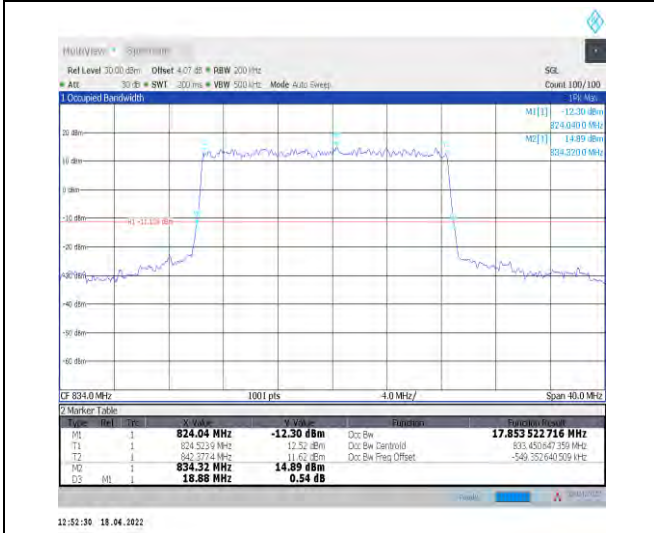 MultiView Spectrum
Ref Level 30.00 dBm Offset 4.07 dB RBW 200 kHz SGL
Att 30 dB SWT 200 ms VBW 500 kHz Mode Auto Sweep Count 100/100
1 Occupied Bandwidth 1Pk Max
M1[1] -12.30 dBm
824.0400 MHz
M2[1] 14.89 dBm
834.3200 MHz
20 dBm
10 dBm
0 dBm
-10 dBm
-20 dBm
-30 dBm
-40 dBm
-50 dBm
-60 dBm
CF 834.0 MHz 1001 pts 4.0 MHz/ Span 40.0 MHz
2 Marker Table
Type Ref Trc X-Value Y-Value Function Function Result
M1 1 824.04 MHz -12.30 dBm Occ Bw 17.853 522 716 MHz
T1 1 824.5239 MHz 12.52 dBm Occ Bw Centroid 833.450 647 359 MHz
T2 1 842.3774 MHz 11.62 dBm Occ Bw Freq Offset -549.352 640 509 kHz
M2 1 834.32 MHz 14.89 dBm
D3 M1 1 18.88 MHz 0.54 dB
12:52:30 18.04.2022